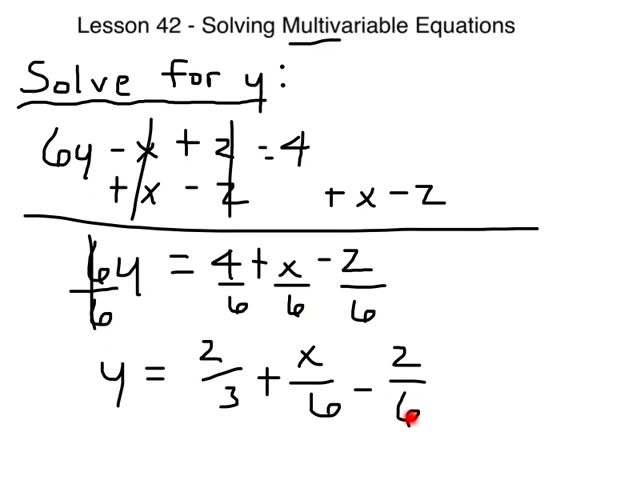 Lesson 42 - Solving Multivariable Equations
Solve for y:
6y - x + z = 4
+ x - z + x - z
6y = 4 + x - z
6 6 6 6
y = 2/3 + x/6 - z/6